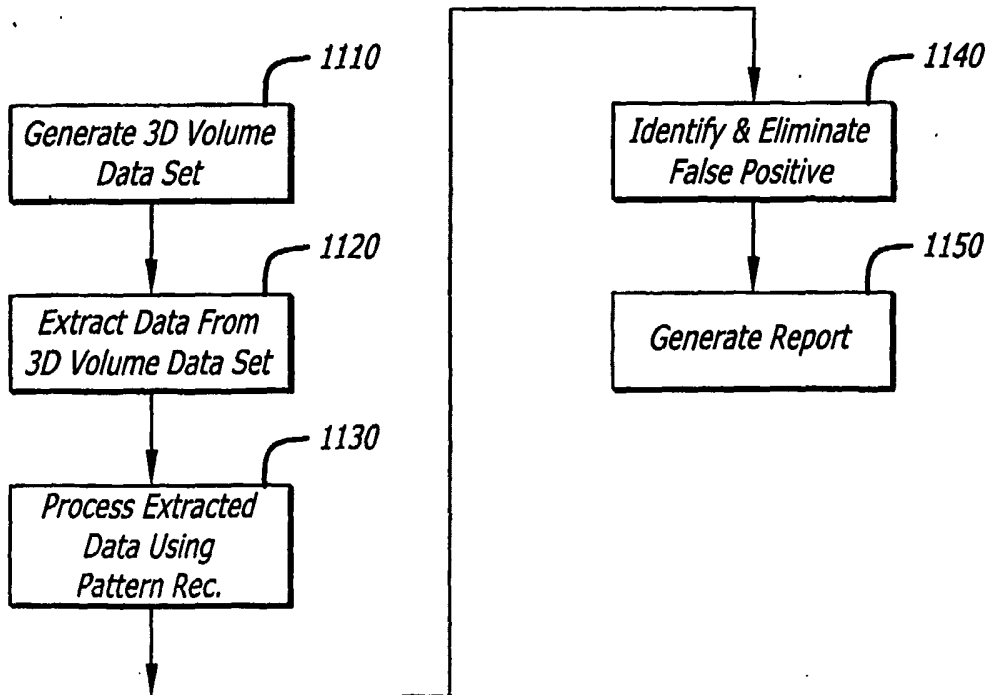 1110
Generate 3D Volume
Data Set
1120
Extract Data From
3D Volume Data Set
1130
Process Extracted
Data Using
Pattern Rec.
1140
Identify & Eliminate
False Positive
1150
Generate Report